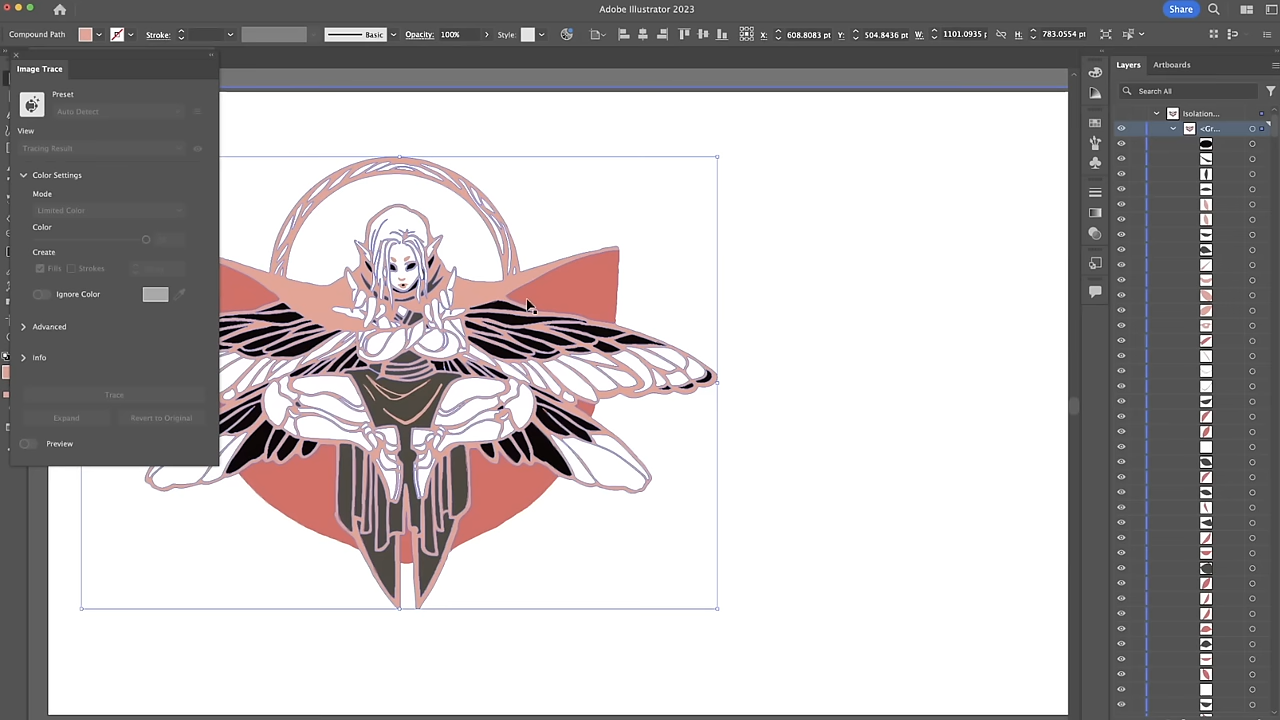 Adobe Illustrator 2023
Share
Compound Path
Stroke:
Basic
Opacity:
100%
Style:
X:
608.8083 pt
Y:
504.8436 pt
W:
1101.0935 pt
H:
783.0554 pt
Image Trace
Preset
Auto Detect
View
Tracing Result
Color Settings
Mode
Limited Color
Color
Create
Fills
Strokes
Ignore Color
Advanced
Info
Trace
Expand
Revert to Original
Preview
Layers
Artboards
Search All
Isolation...
<Gr...